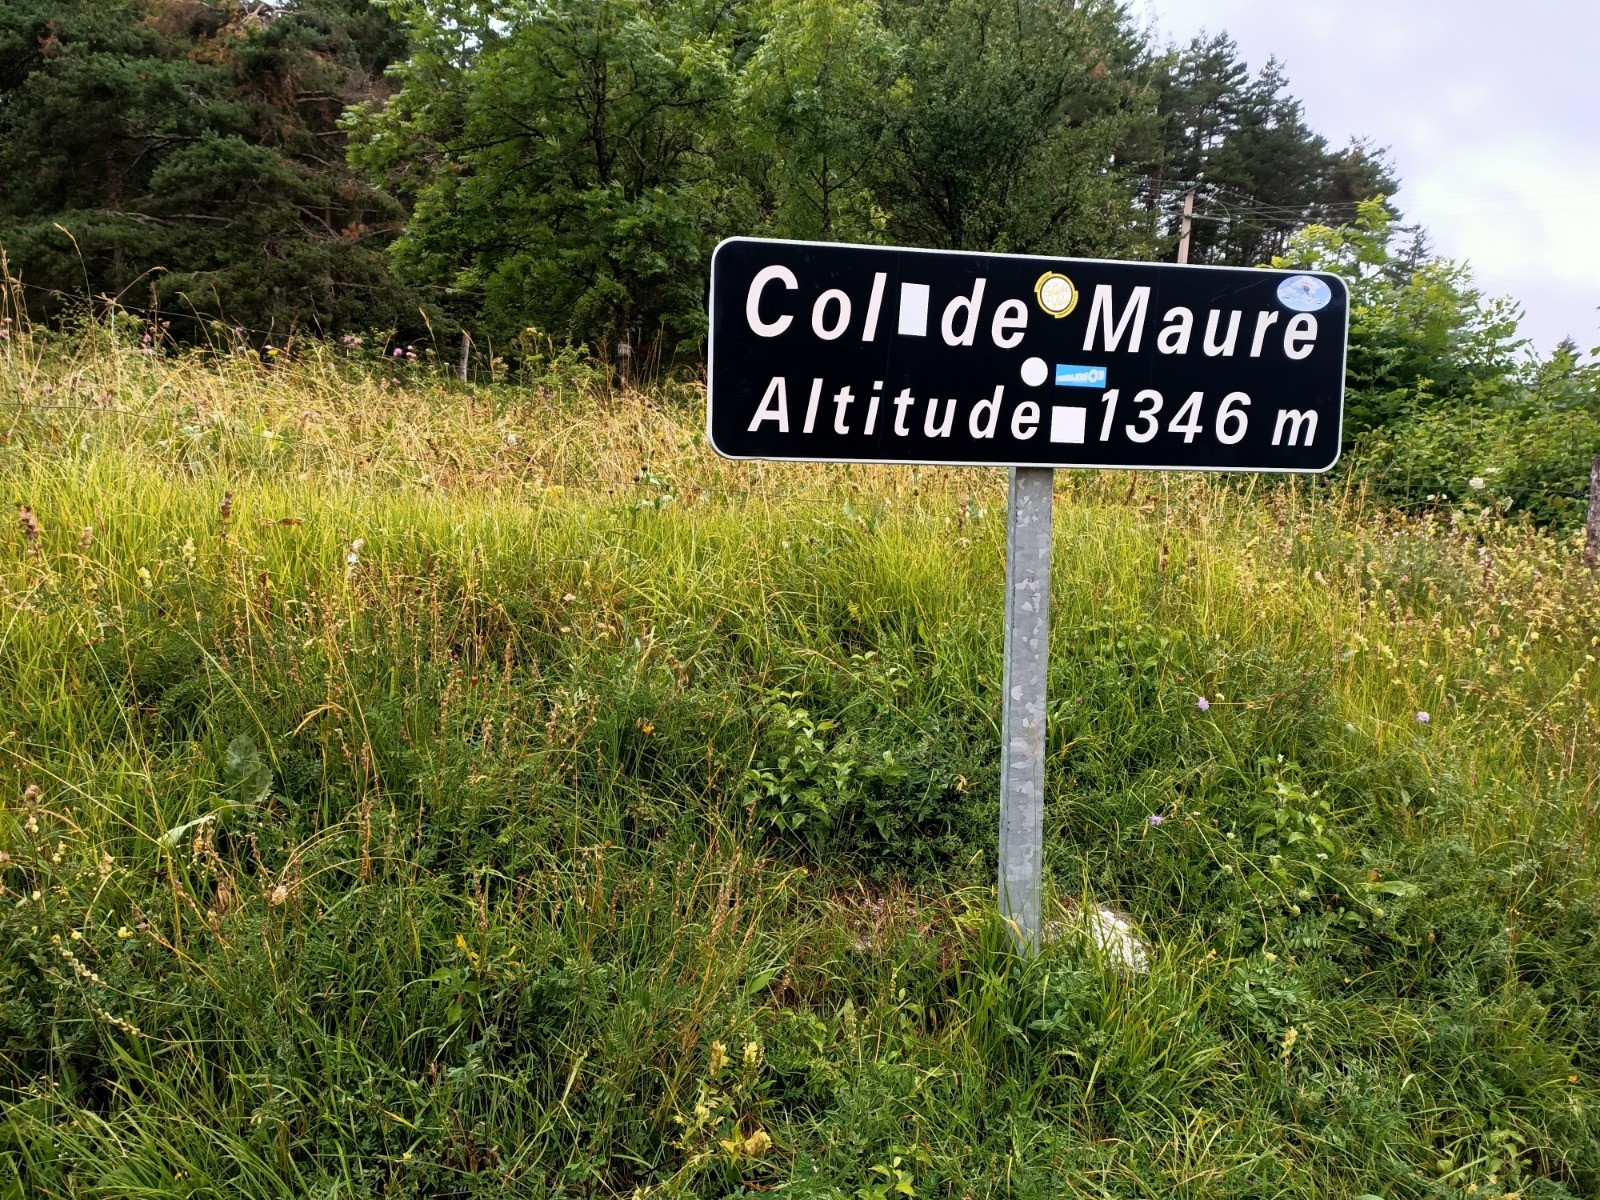 Col de Maure
Altitude 1346 m